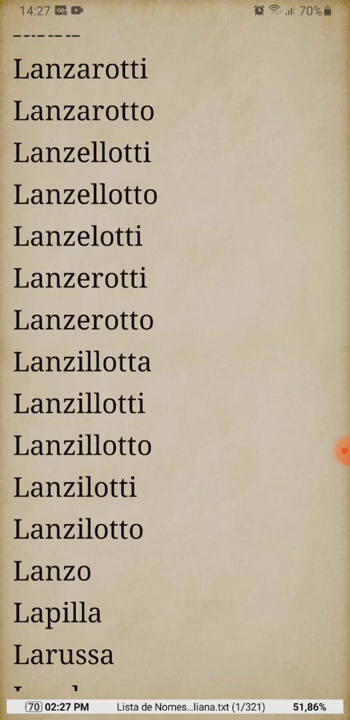 14:27 70%
Lanzarotti
Lanzarotto
Lanzellotti
Lanzellotto
Lanzelotti
Lanzerotti
Lanzerotto
Lanzillotta
Lanzillotti
Lanzillotto
Lanzilotti
Lanzilotto
Lanzo
Lapilla
Larussa
70 02:27 PM Lista de Nomes...liana.txt (1/321) 51,86%